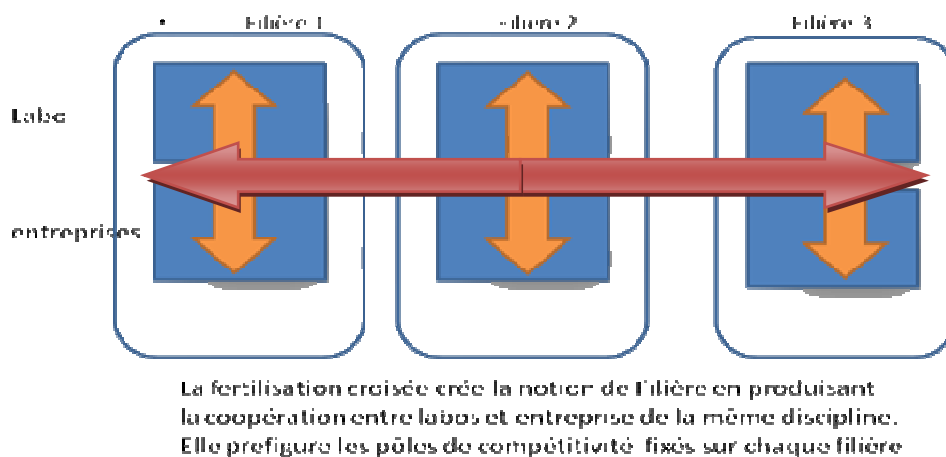 • Filière 1 Filière 2 Filière 3
Labo
entreprises
La fertilisation croisée crée la notion de Filière en produisant
la coopération entre labos et entreprise de la même discipline.
Elle prefigure les pôles de compétitivité fixés sur chaque filière